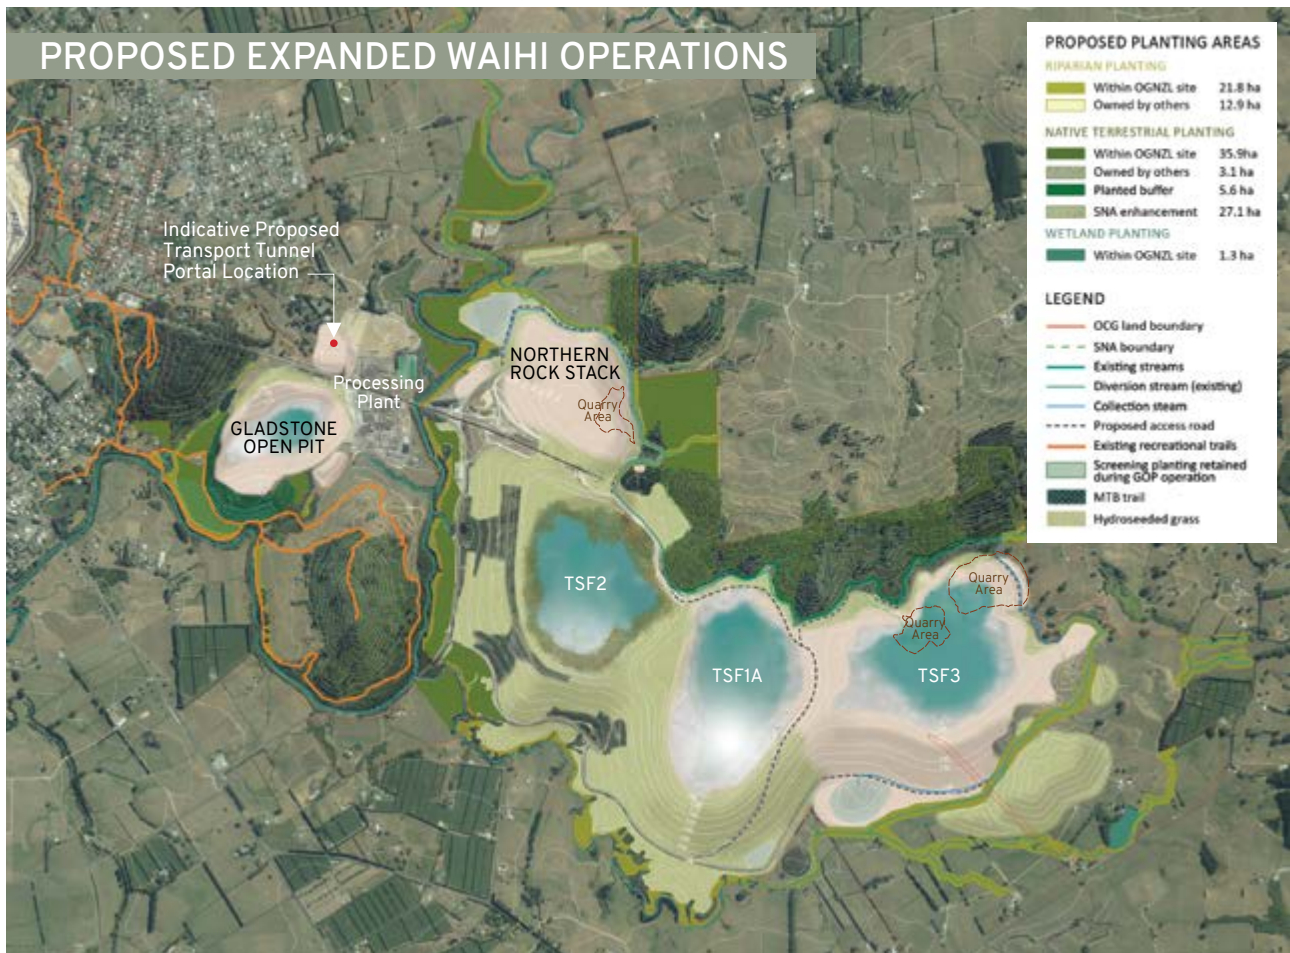 PROPOSED EXPANDED WAIHI OPERATIONS
PROPOSED PLANTING AREAS
RIPARIAN PLANTING
Within OGNZL site 21.8 ha
Owned by others 12.9 ha
NATIVE TERRESTRIAL PLANTING
Within OGNZL site 35.9ha
Owned by others 3.1 ha
Planted buffer 5.6 ha
SNA enhancement 27.1 ha
WETLAND PLANTING
Within OGNZL site 1.3 ha
LEGEND
OCG land boundary
SNA boundary
Existing streams
Diversion stream (existing)
Collection steam
Proposed access road
Existing recreational trails
Screening planting retained
during GOP operation
MTB trail
Hydroseeded grass
Indicative Proposed
Transport Tunnel
Portal Location
Processing
Plant
GLADSTONE
OPEN PIT
NORTHERN
ROCK STACK
Quarry
Area
TSF2
TSF1A
TSF3
Quarry
Area
Quarry
Area